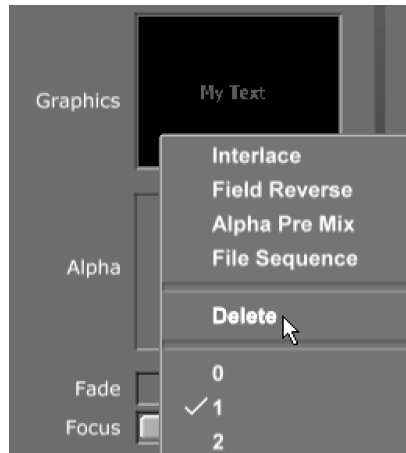 Graphics
My Text
Interlace
Field Reverse
Alpha Pre Mix
File Sequence
Alpha
Delete
0
Fade
1
Focus
2